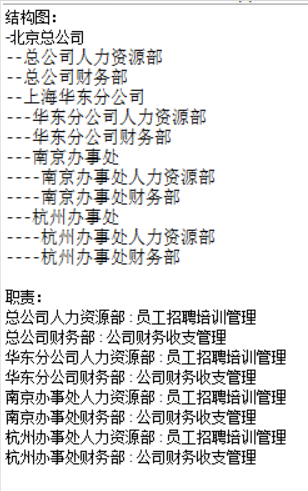 结构图：
-北京总公司
--总公司人力资源部
--总公司财务部
--上海华东分公司
---华东分公司人力资源部
---华东分公司财务部
---南京办事处
----南京办事处人力资源部
----南京办事处财务部
---杭州办事处
----杭州办事处人力资源部
----杭州办事处财务部
职责：
总公司人力资源部：员工招聘培训管理
总公司财务部：公司财务收支管理
华东分公司人力资源部：员工招聘培训管理
华东分公司财务部：公司财务收支管理
南京办事处人力资源部：员工招聘培训管理
南京办事处财务部：公司财务收支管理
杭州办事处人力资源部：员工招聘培训管理
杭州办事处财务部：公司财务收支管理